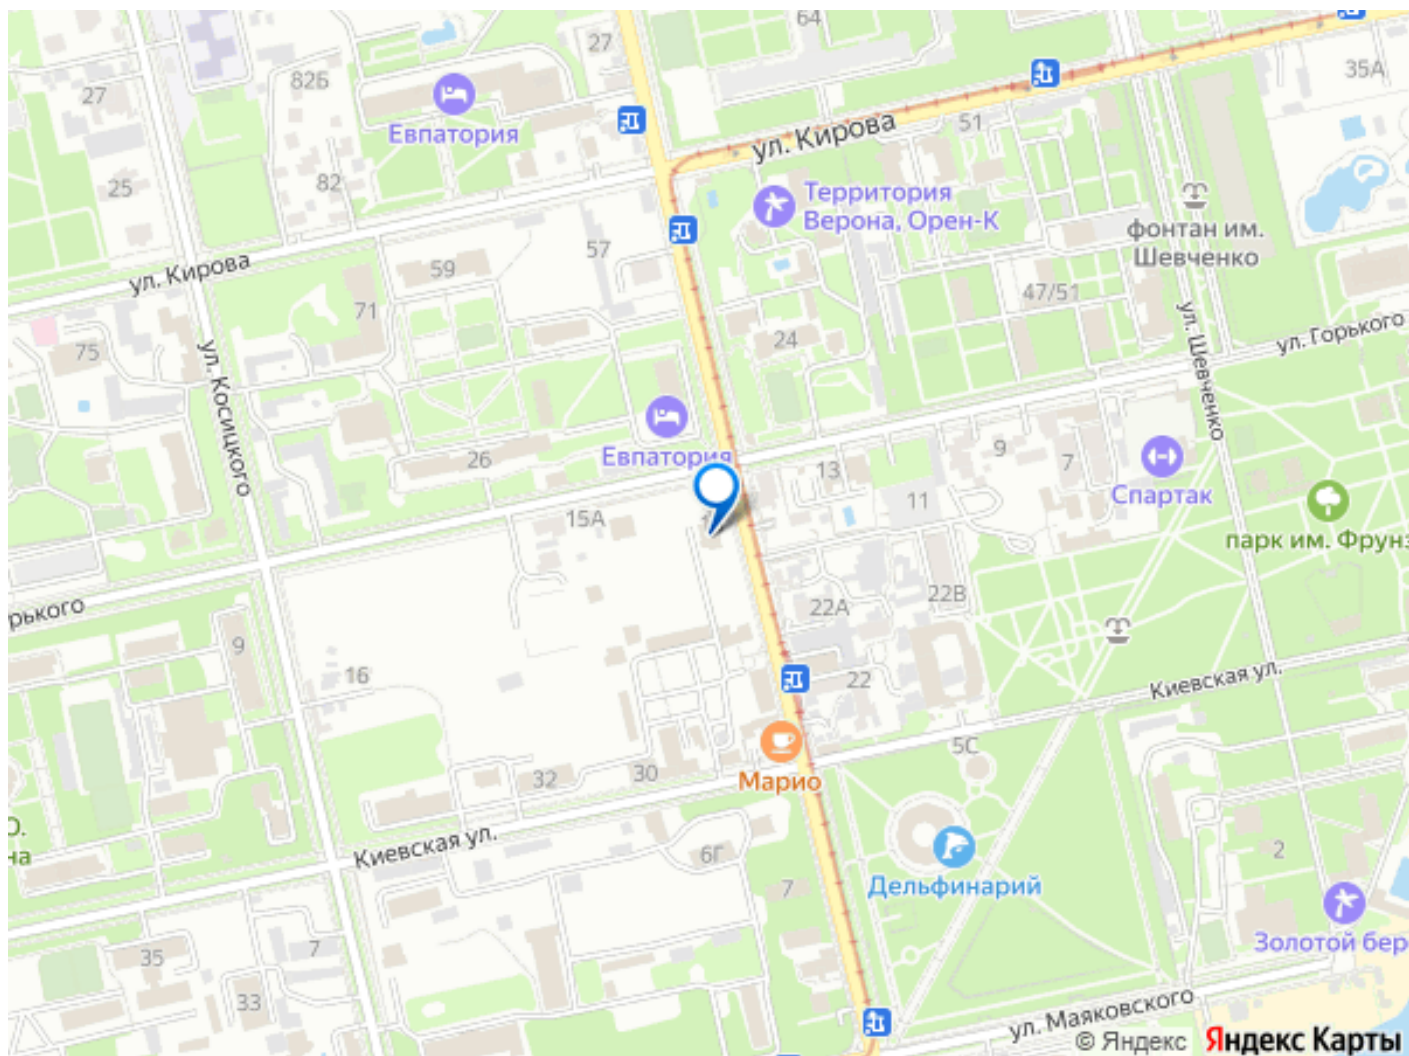 64
27
35А
82Б
27
51
Евпатория
ул. Кирова
25
82
Территория
Верона, Орен-К
фонтан им.
Шевченко
57
ул. Кирова
59
47/51
71
ул. Горького
24
75
ул. Шевченко
ул. Косицкого
9
Евпатория
26
13
7
Спартак
11
15А
парк им. Фрунз
22А
22В
рького
9
16
22
Киевская ул.
5С
32
30
Марио
О.
на
Киевская ул.
6Г
2
7
Дельфинарий
Золотой бер
35
7
33
ул. Маяковского
© Яндекс Яндекс Карты